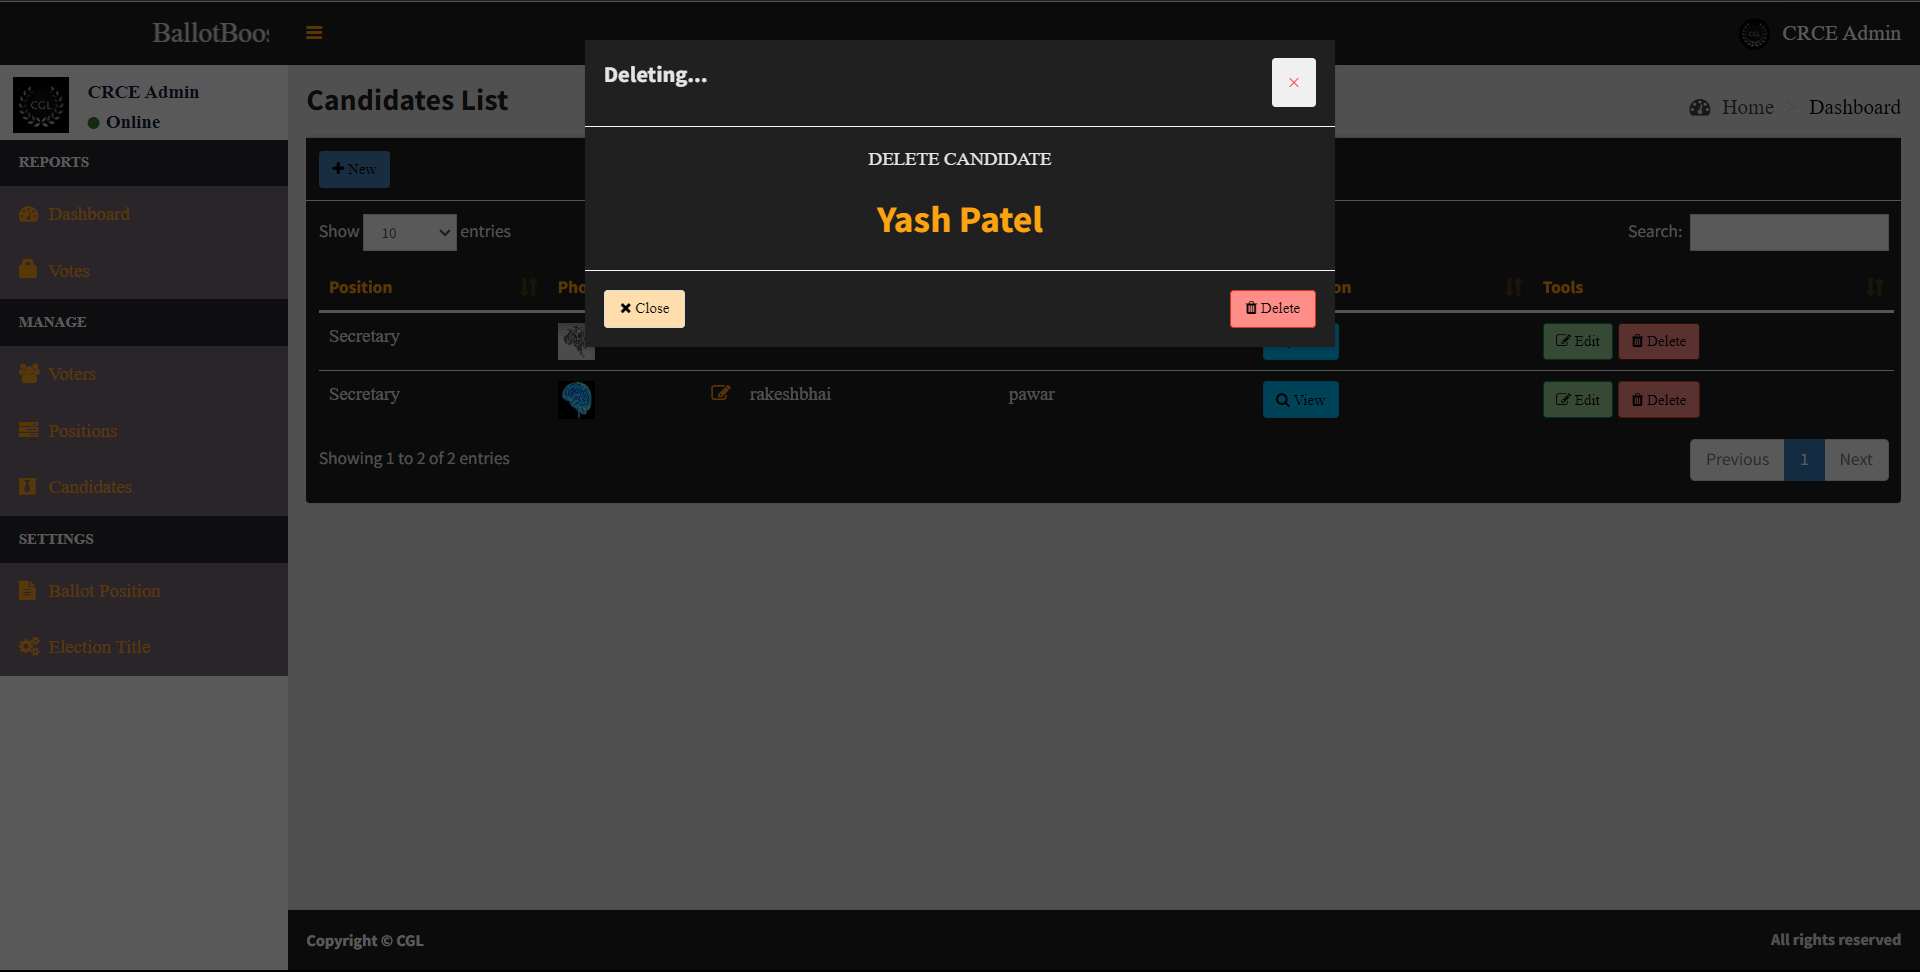 BallotBoo
CRCE Admin
CGL
CRCE Admin
Online
REPORTS
Dashboard
Votes
MANAGE
Voters
Positions
Candidates
SETTINGS
Ballot Position
Election Title
Candidates List
Home > Dashboard
New
Show 10 entries
Search:
Position Pho on Tools
Secretary Edit Delete
Secretary rakeshbhai pawar View Edit Delete
Showing 1 to 2 of 2 entries
Previous 1 Next
Deleting...
×
DELETE CANDIDATE
Yash Patel
Close Delete
Copyright © CGL
All rights reserved